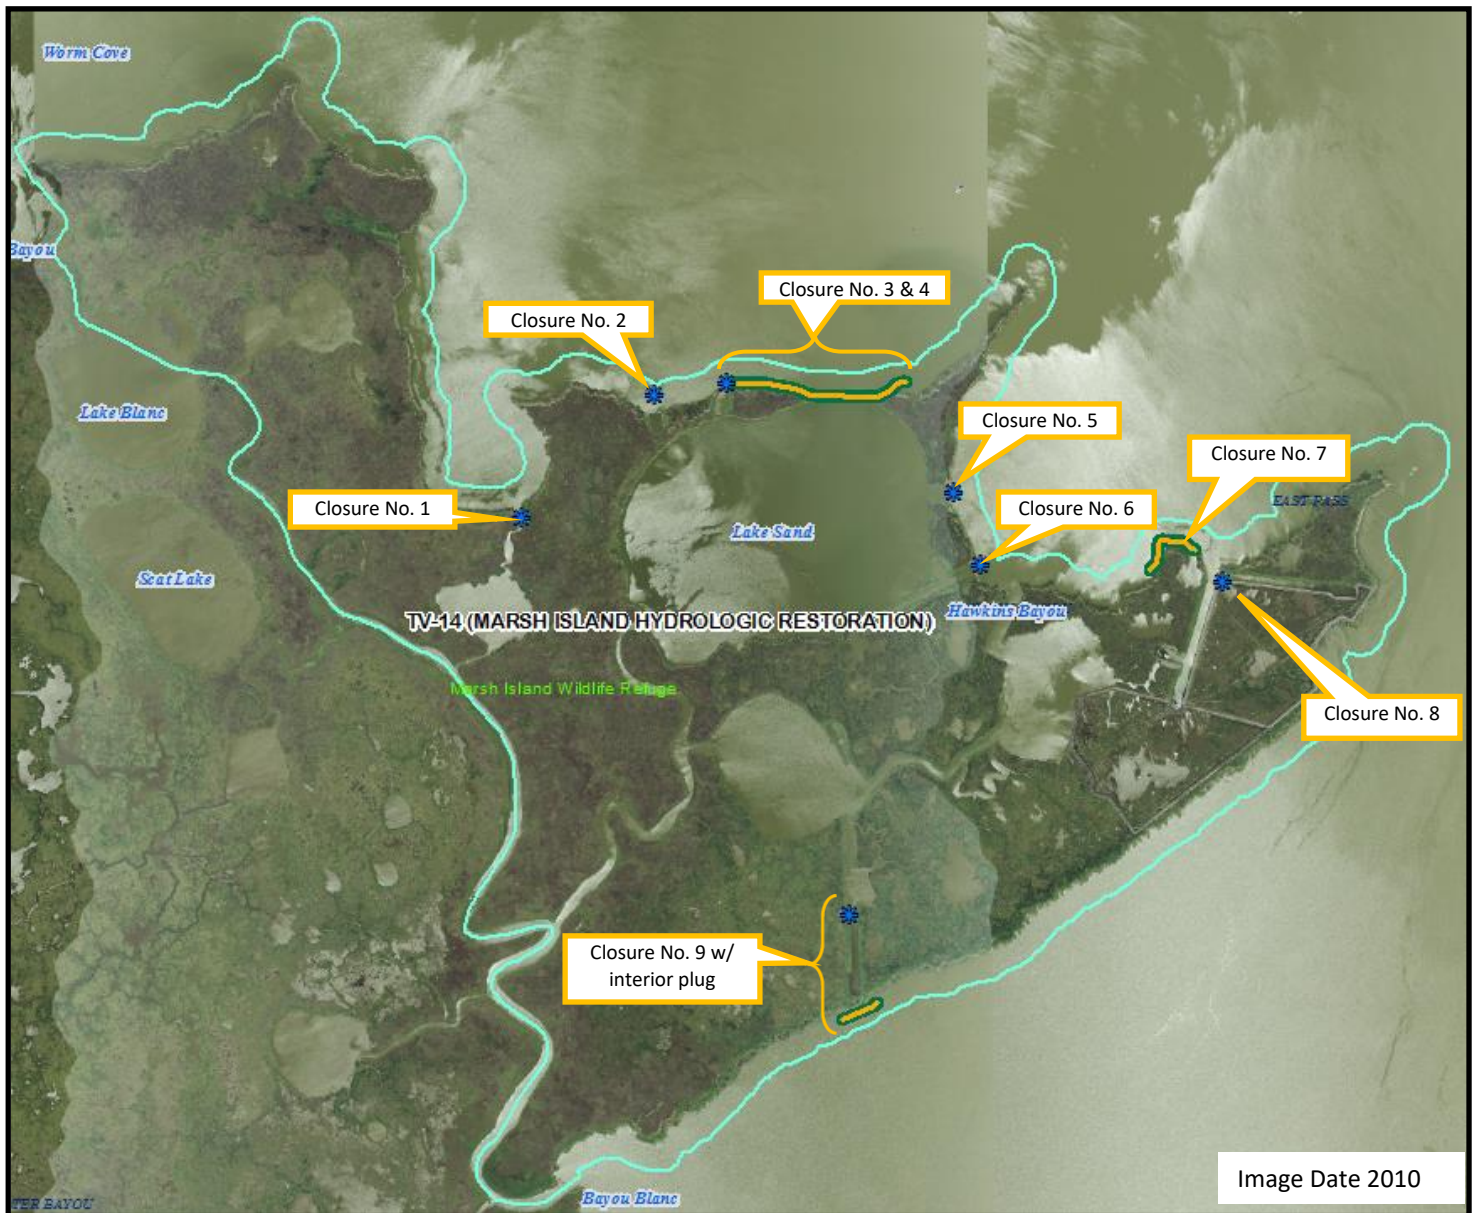 Worm Cove
Bayou
Closure No. 3 & 4
Closure No. 2
Lake Blanc
Closure No. 5
Closure No. 7
Closure No. 1
EAST PASS
Closure No. 6
Lake Sand
Scat Lake
Hawkins Bayou
TV-14 (MARSH ISLAND HYDROLOGIC RESTORATION)
Marsh Island Wildlife Refuge
Closure No. 8
Closure No. 9 w/
interior plug
Image Date 2010
TER BAYOU
Bayou Blanc